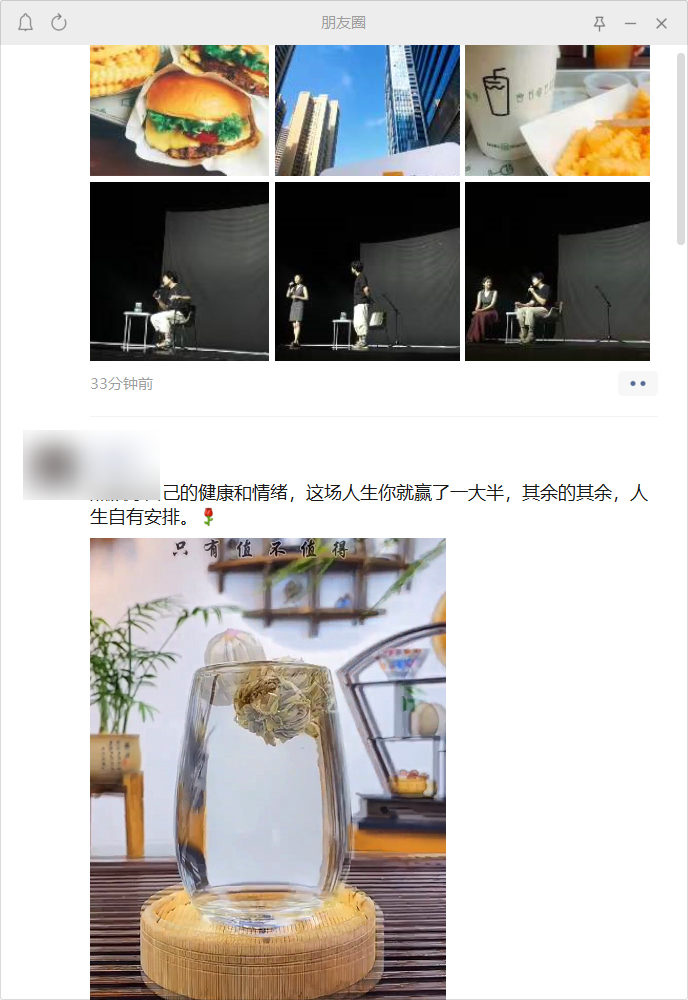 朋友圈
33分钟前
己的健康和情绪，这场人生你就赢了一大半，其余的其余，人
生自有安排。🌹
只有值不值得